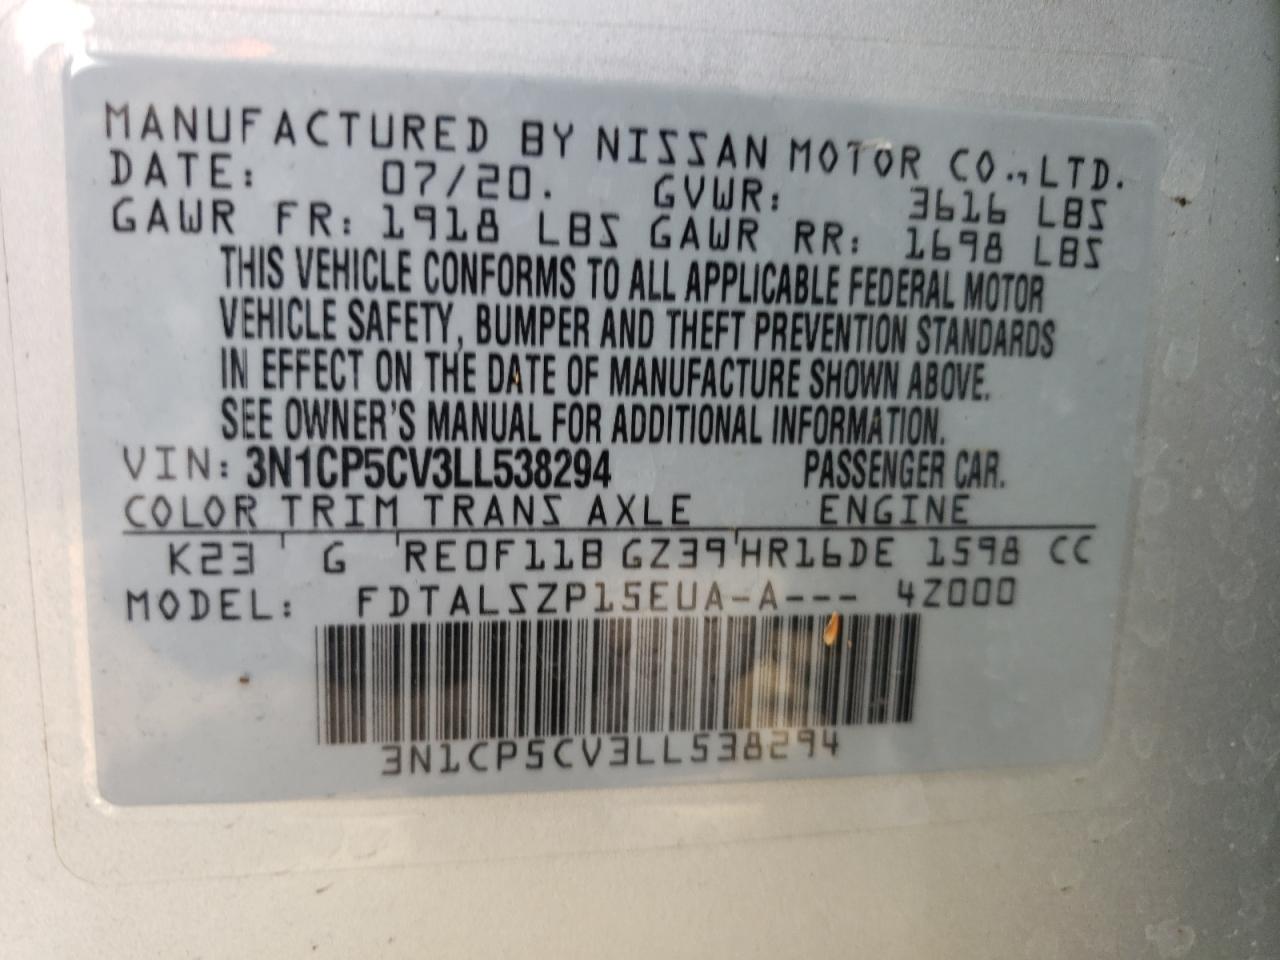 MANUFACTURED BY NISSAN MOTOR CO., LTD.
DATE: 07/20. GVWR: 3616 LBS
GAWR FR: 1918 LBS GAWR RR: 1698 LBS
THIS VEHICLE CONFORMS TO ALL APPLICABLE FEDERAL MOTOR
VEHICLE SAFETY, BUMPER AND THEFT PREVENTION STANDARDS
IN EFFECT ON THE DATE OF MANUFACTURE SHOWN ABOVE.
SEE OWNER'S MANUAL FOR ADDITIONAL INFORMATION.
VIN: 3N1CP5CV3LL538294 PASSENGER CAR.
COLOR TRIM TRANS AXLE ENGINE
K23 G RE0F11B GZ39 HR16DE 1598 CC
MODEL: FDTALSZP15EUA-A--- 4Z000
3N1CP5CV3LL538294